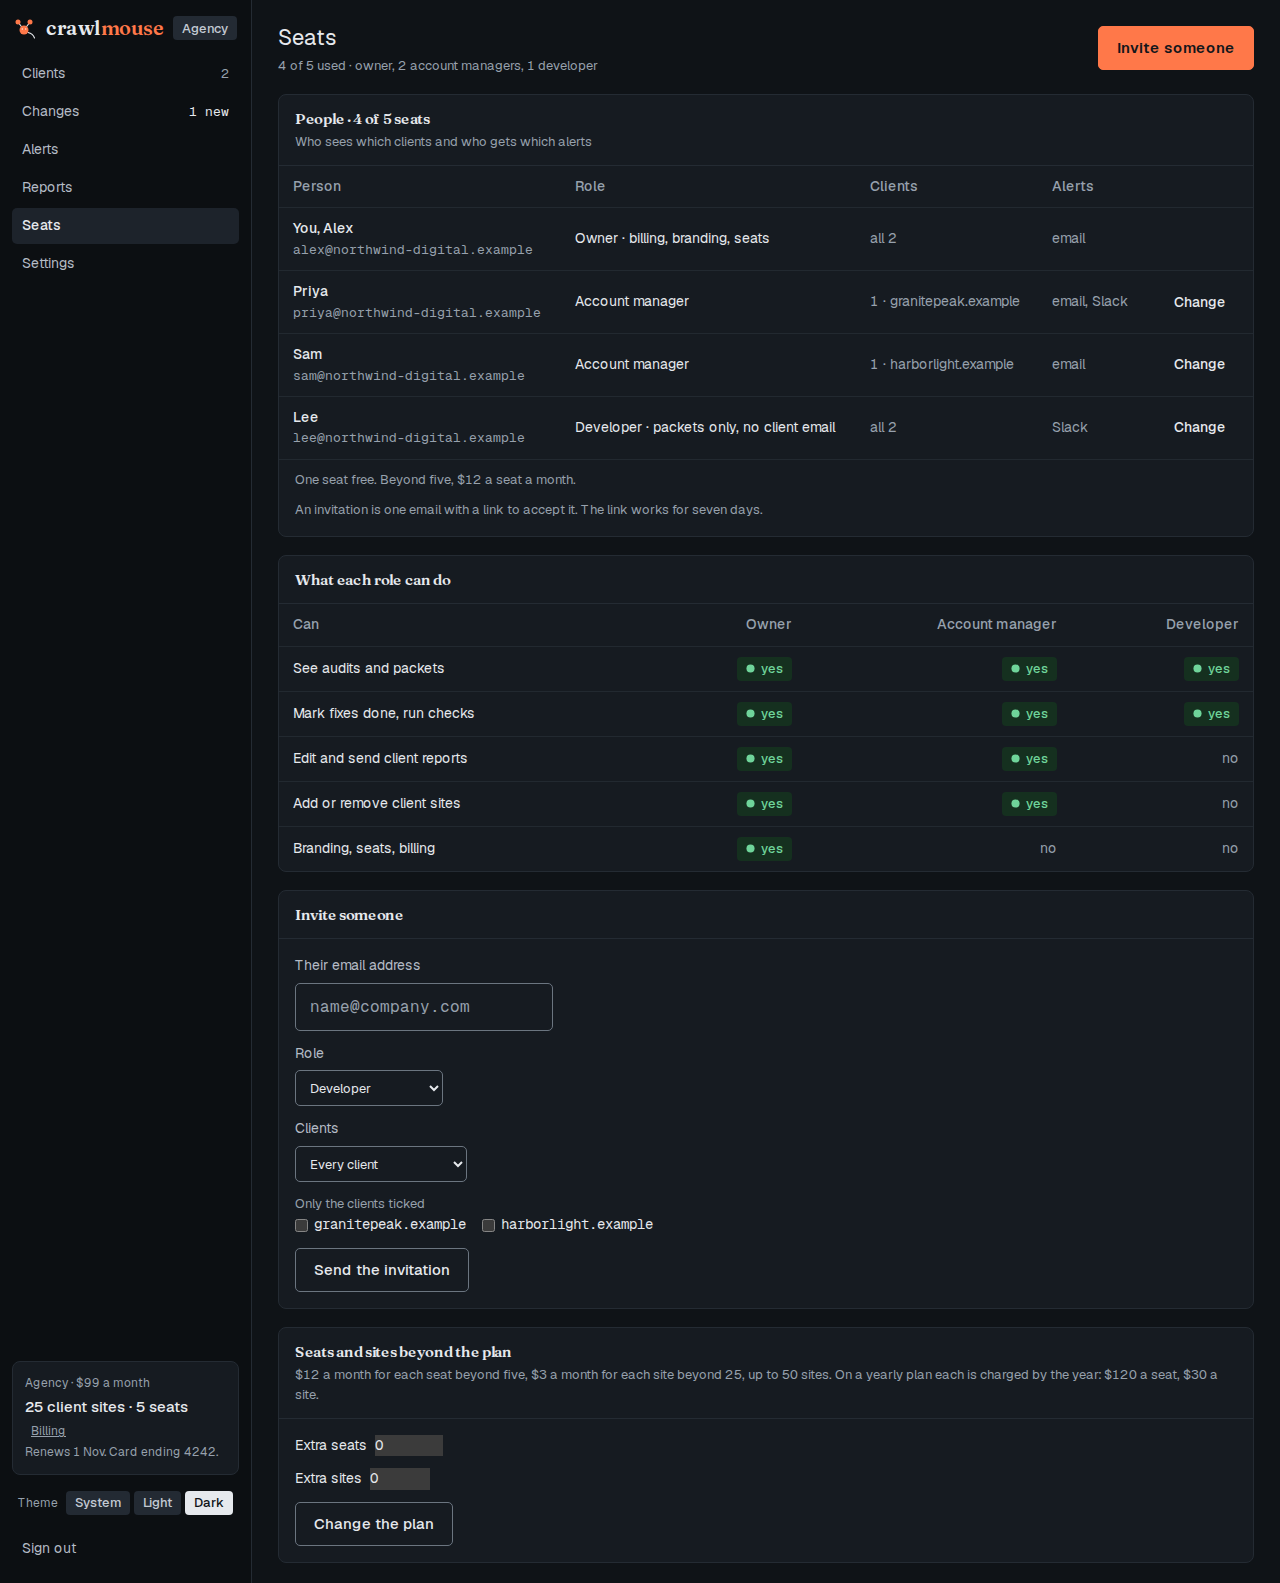 crawlmouse Agency
Clients 2
Changes 1 new
Alerts
Reports
Seats
Settings
Agency · $99 a month
25 client sites · 5 seats
Billing
Renews 1 Nov. Card ending 4242.
Theme System Light Dark
Sign out
Seats
4 of 5 used · owner, 2 account managers, 1 developer
Invite someone
People · 4 of 5 seats
Who sees which clients and who gets which alerts
Person Role Clients Alerts
You, Alex
alex@northwind-digital.example
Owner · billing, branding, seats
all 2
email
Priya
priya@northwind-digital.example
Account manager
1 · granitepeak.example
email, Slack
Change
Sam
sam@northwind-digital.example
Account manager
1 · harborlight.example
email
Change
Lee
lee@northwind-digital.example
Developer · packets only, no client email
all 2
Slack
Change
One seat free. Beyond five, $12 a seat a month.
An invitation is one email with a link to accept it. The link works for seven days.
What each role can do
Can Owner Account manager Developer
See audits and packets yes yes yes
Mark fixes done, run checks yes yes yes
Edit and send client reports yes yes no
Add or remove client sites yes yes no
Branding, seats, billing yes no no
Invite someone
Their email address
name@company.com
Role
Developer
Clients
Every client
Only the clients ticked
granitepeak.example harborlight.example
Send the invitation
Seats and sites beyond the plan
$12 a month for each seat beyond five, $3 a month for each site beyond 25, up to 50 sites. On a yearly plan each is charged by the year: $120 a seat, $30 a
site.
Extra seats 0
Extra sites 0
Change the plan